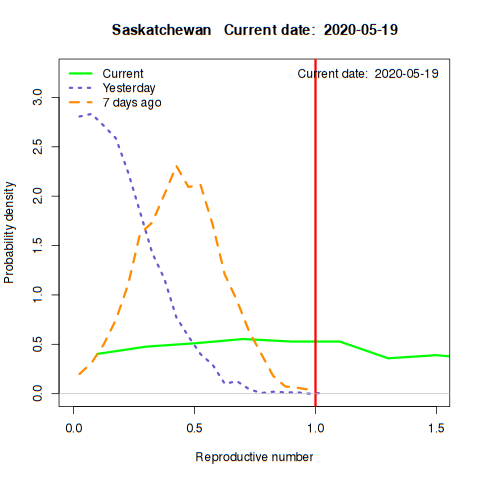 Saskatchewan Current date: 2020-05-19
Current
Yesterday
7 days ago
Current date: 2020-05-19
Probability density
3.0
2.5
2.0
1.5
1.0
0.5
0.0
0.0 0.5 1.0 1.5
Reproductive number